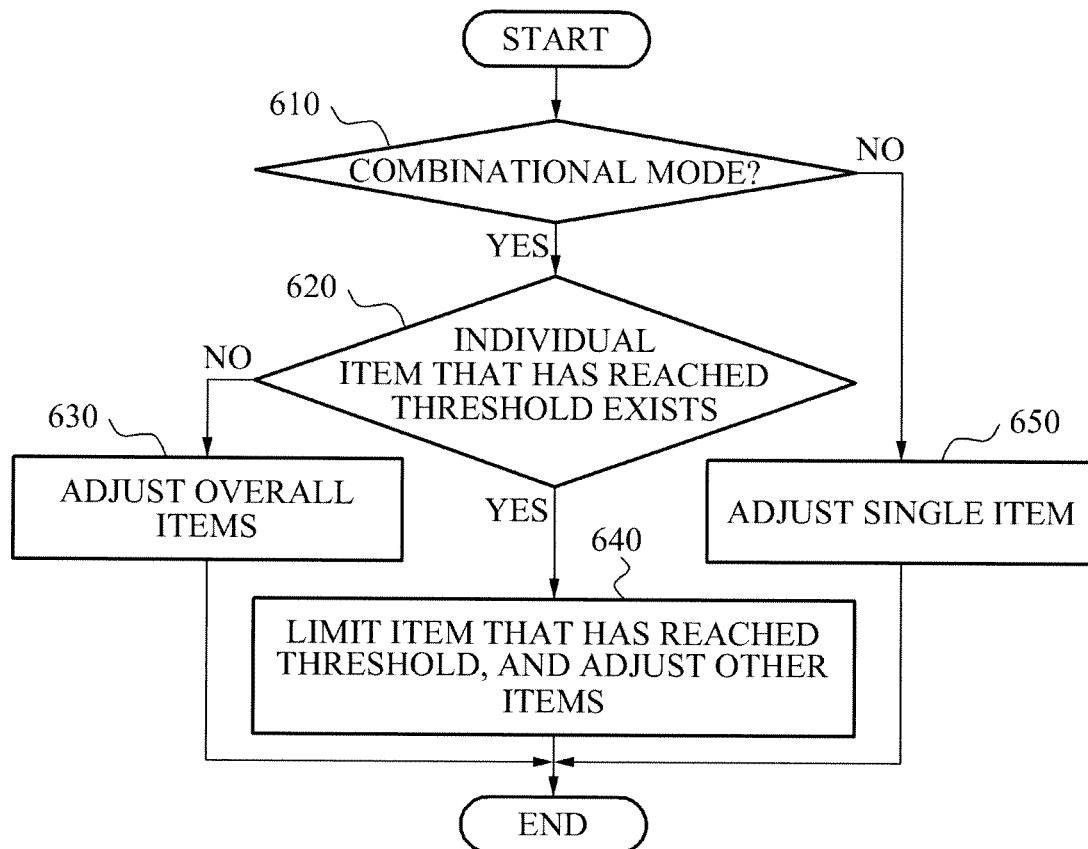 START
610
COMBINATIONAL MODE?
NO
YES
620
INDIVIDUAL
ITEM THAT HAS REACHED
THRESHOLD EXISTS
NO
630
ADJUST OVERALL
ITEMS
YES
650
ADJUST SINGLE ITEM
640
LIMIT ITEM THAT HAS REACHED
THRESHOLD, AND ADJUST OTHER
ITEMS
END